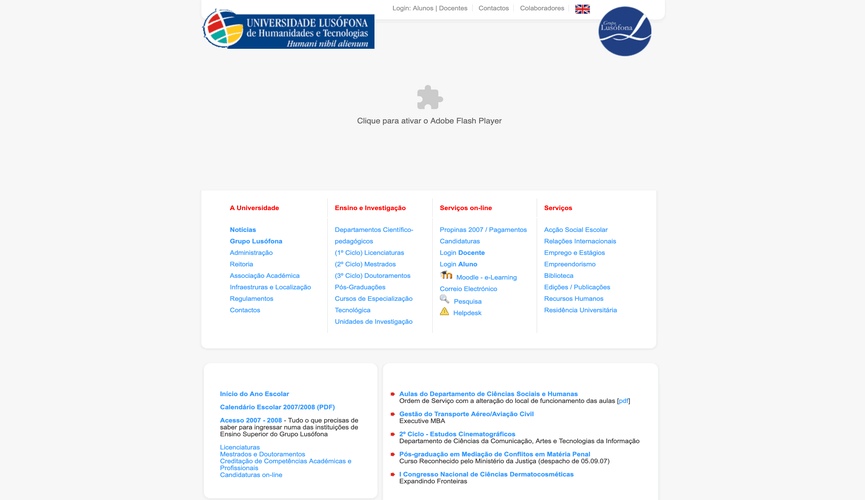 Login: Alunos | Docentes
Contactos
Colaboradores
UNIVERSIDADE LUSÓFONA
de Humanidades e Tecnologias
Humani nihil alienum
Grupo
Lusófona
Clique para ativar o Adobe Flash Player
A Universidade
Notícias
Grupo Lusófona
Administração
Reitoria
Associação Académica
Infraestruras e Localização
Regulamentos
Contactos
Ensino e Investigação
Departamentos Científico-
pedagógicos
(1º Ciclo) Licenciaturas
(2º Ciclo) Mestrados
(3º Ciclo) Doutoramentos
Pós-Graduações
Cursos de Especialização
Tecnológica
Unidades de Investigação
Serviços on-line
Propinas 2007 / Pagamentos
Candidaturas
Login Docente
Login Aluno
Moodle - e-Learning
Correio Electrónico
Pesquisa
Helpdesk
Serviços
Acção Social Escolar
Relações Internacionais
Emprego e Estágios
Empreendorismo
Biblioteca
Edições / Publicações
Recursos Humanos
Residência Universitária
Início do Ano Escolar
Calendário Escolar 2007/2008 (PDF)
Acesso 2007 - 2008 - Tudo o que precisas de
saber para ingressar numa das instituições de
Ensino Superior do Grupo Lusófona
Licenciaturas
Mestrados e Doutoramentos
Creditação de Competências Académicas e
Profissionais
Candidaturas on-line
Aulas do Departamento de Ciências Sociais e Humanas
Ordem de Serviço com a alteração do local de funcionamento das aulas [pdf]
Gestão do Transporte Aéreo/Aviação Civil
Executive MBA
2º Ciclo - Estudos Cinematográficos
Departamento de Ciências da Comunicação, Artes e Tecnologias da Informação
Pós-graduação em Mediação de Conflitos em Matéria Penal
Curso Reconhecido pelo Ministério da Justiça (despacho de 05.09.07)
I Congresso Nacional de Ciências Dermatocosméticas
Expandindo Fronteiras